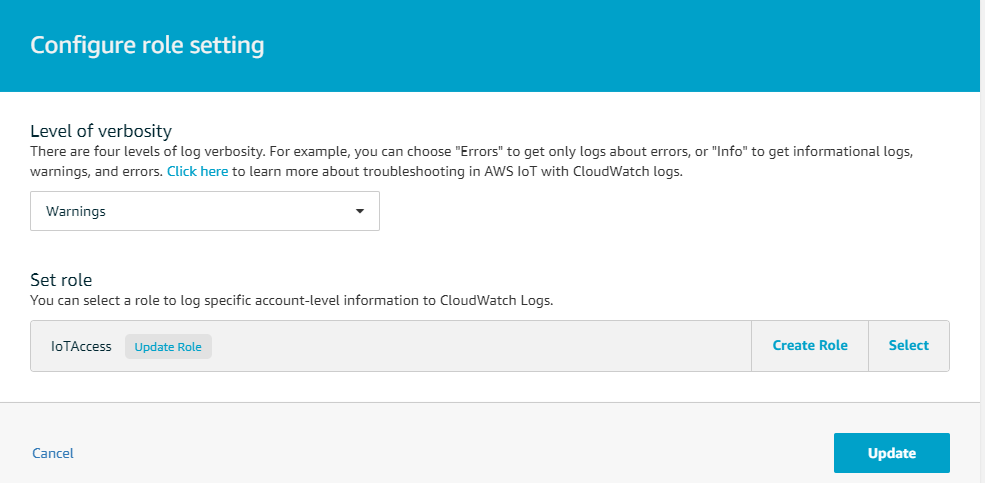 Configure role setting
Level of verbosity
There are four levels of log verbosity. For example, you can choose "Errors" to get only logs about errors, or "Info" to get informational logs,
warnings, and errors. Click here to learn more about troubleshooting in AWS IoT with CloudWatch logs.
Warnings
Set role
You can select a role to log specific account-level information to CloudWatch Logs.
IoTAccess Update Role Create Role Select
Cancel Update